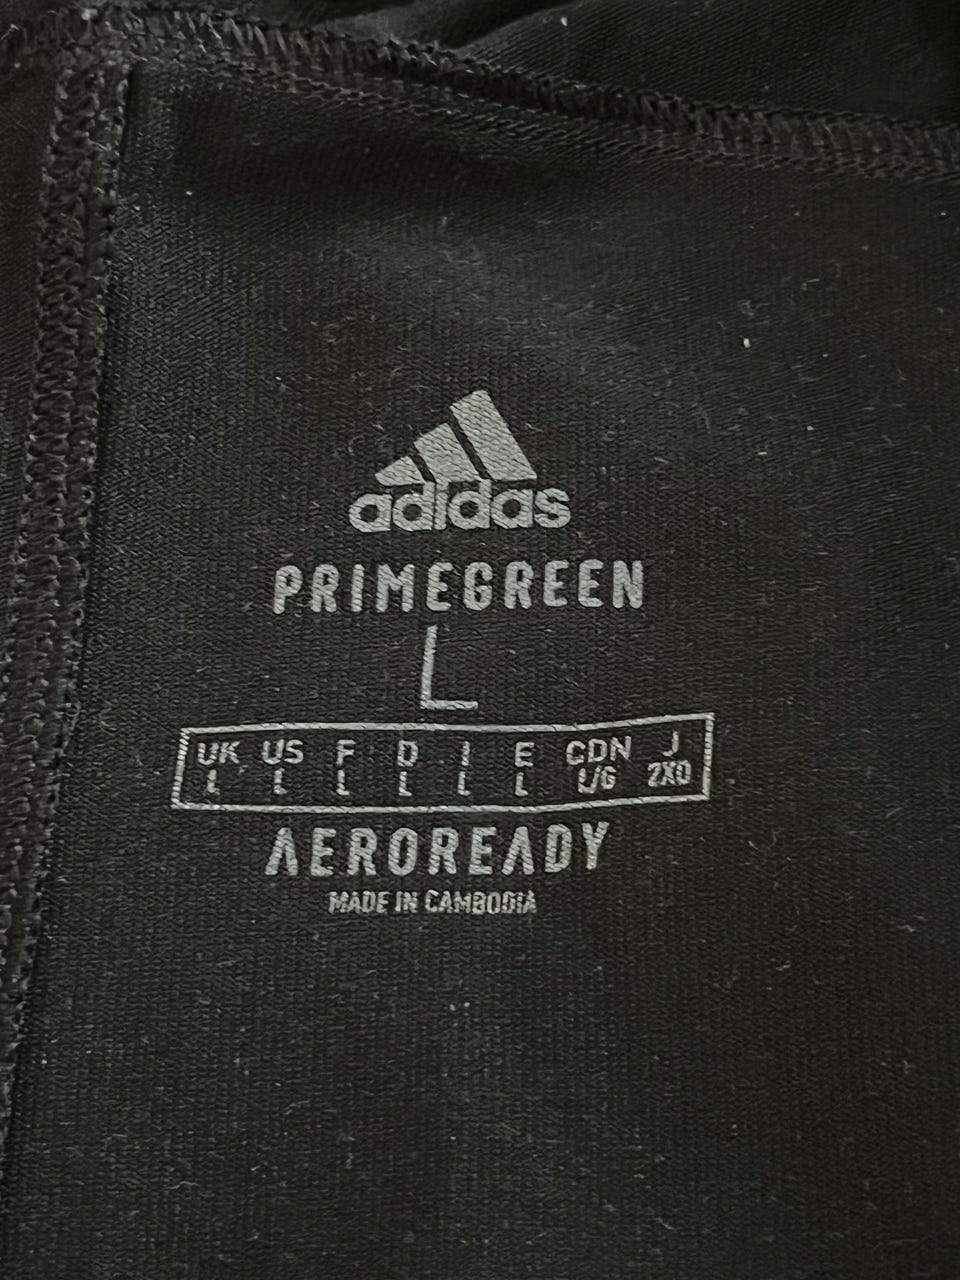 adidas
PRIMEGREEN
L
UK US F D I E CDN J
L L L L L L L/G 2XO
AEROREADY
MADE IN CAMBODIA